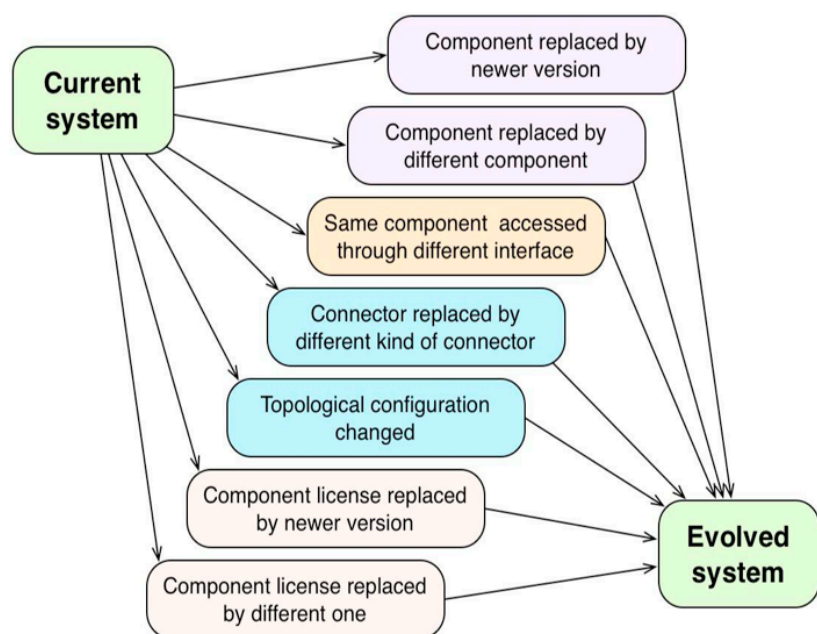 Current
system
Component replaced by
newer version
Component replaced by
different component
Same component accessed
through different interface
Connector replaced by
different kind of connector
Topological configuration
changed
Component license replaced
by newer version
Component license replaced
by different one
Evolved
system